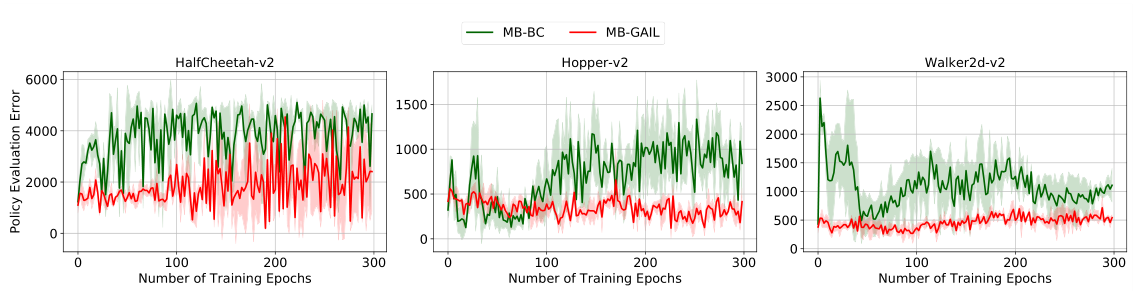 MB-BC MB-GAIL
HalfCheetah-v2
Policy Evaluation Error
6000
4000
2000
0
0 100 200 300
Number of Training Epochs
Hopper-v2
1500
1000
500
0
0 100 200 300
Number of Training Epochs
Walker2d-v2
3000
2500
2000
1500
1000
500
0
0 100 200 300
Number of Training Epochs